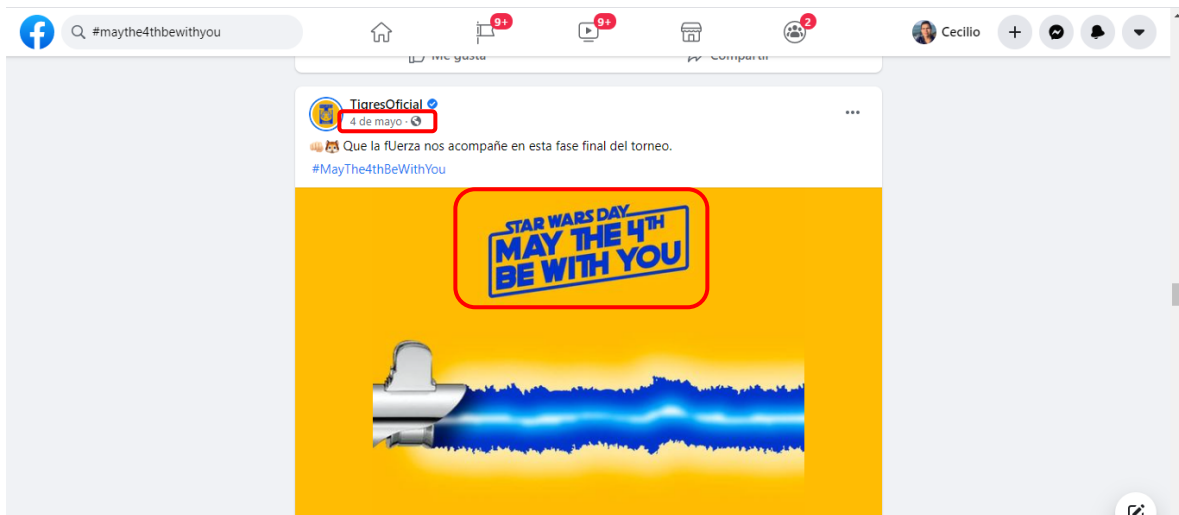 #maythe4thbewithyou
9+
9+
2
Cecilio
Me gusta
Compartir
TigresOficial
4 de mayo ·
👊🏻🐯 Que la fUerza nos acompañe en esta fase final del torneo.
#MayThe4thBeWithYou
STAR WARS DAY
MAY THE 4TH
BE WITH YOU